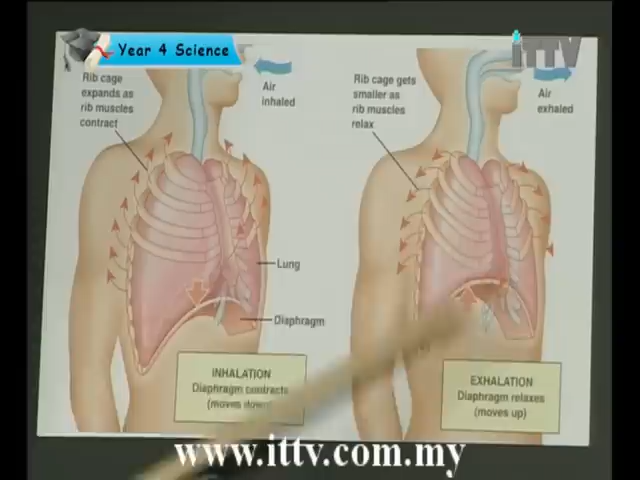 Year 4 Science
iTTV
Rib cage
expands as
rib muscles
contract
Air
inhaled
Rib cage gets
smaller as
rib muscles
relax
Air
exhaled
Lung
Diaphragm
INHALATION
Diaphragm contracts
(moves down)
EXHALATION
Diaphragm relaxes
(moves up)
www.ittv.com.my